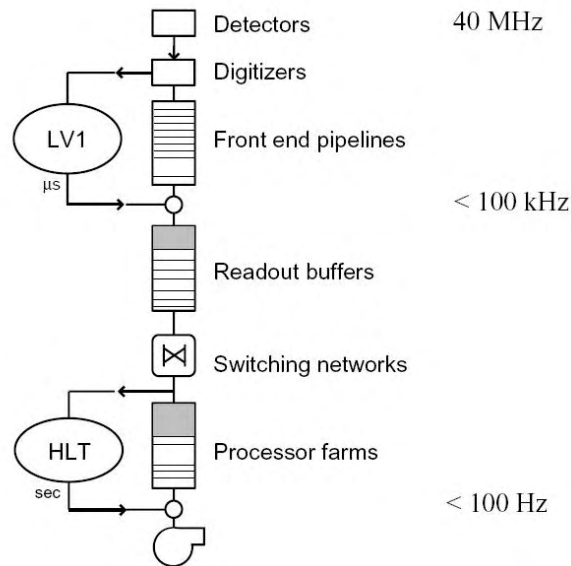 Detectors 40 MHz
Digitizers
LV1 Front end pipelines
µs
< 100 kHz
Readout buffers
Switching networks
HLT Processor farms
sec
< 100 Hz